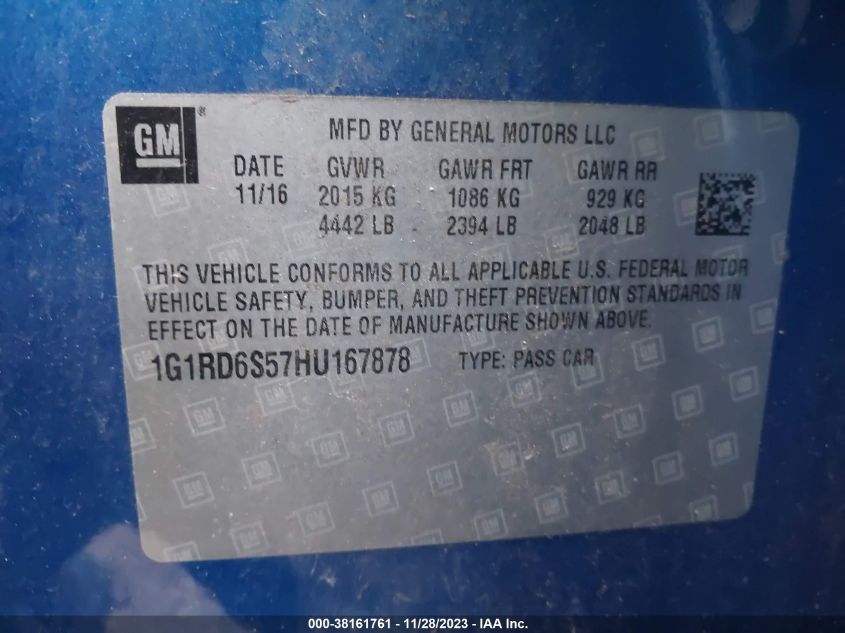 GM ®
MFD BY GENERAL MOTORS LLC
DATE GVWR GAWR FRT GAWR RR
11/16 2015 KG 1086 KG 929 KG
4442 LB 2394 LB 2048 LB
THIS VEHICLE CONFORMS TO ALL APPLICABLE U.S. FEDERAL MOTOR
VEHICLE SAFETY, BUMPER, AND THEFT PREVENTION STANDARDS IN
EFFECT ON THE DATE OF MANUFACTURE SHOWN ABOVE.
1G1RD6S57HU167878 TYPE: PASS CAR
000-38161761 - 11/28/2023 - IAA Inc.